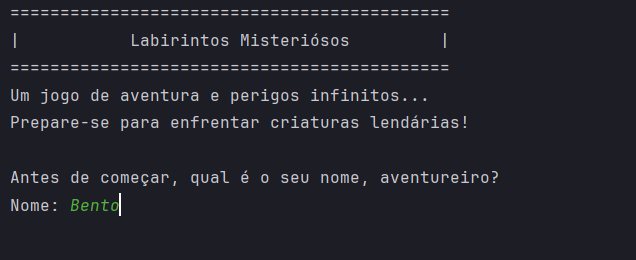 ============================================
|           Labirintos Misteriósos         |
============================================
Um jogo de aventura e perigos infinitos...
Prepare-se para enfrentar criaturas lendárias!
Antes de começar, qual é o seu nome, aventureiro?
Nome: Bento